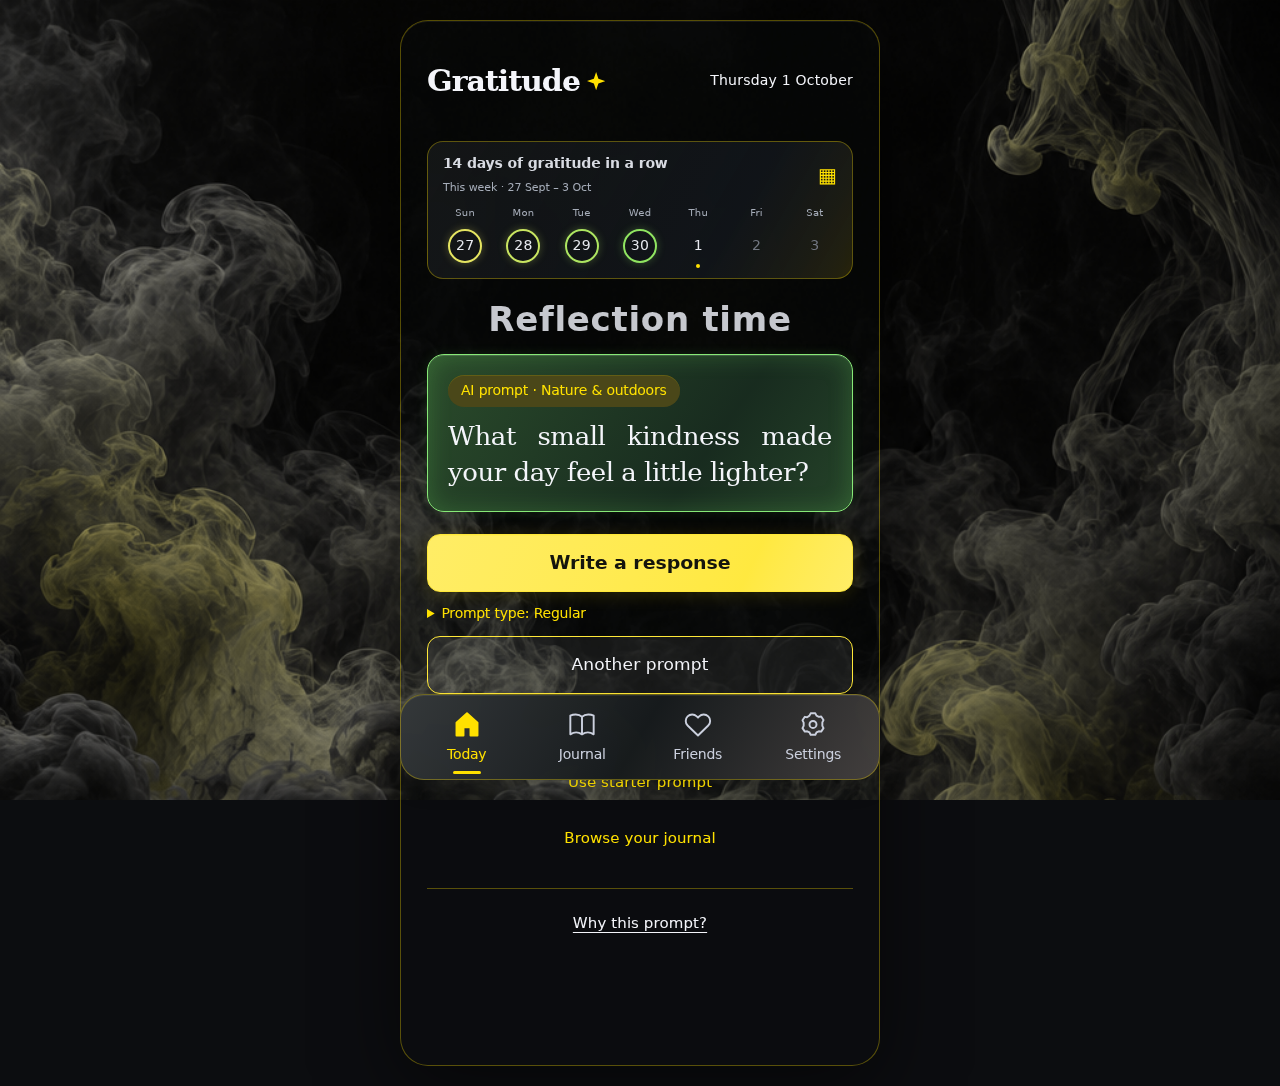 Gratitude
Thursday 1 October
14 days of gratitude in a row
This week · 27 Sept – 3 Oct
Sun Mon Tue Wed Thu Fri Sat
27 28 29 30 1 2 3
Reflection time
AI prompt · Nature & outdoors
What small kindness made
your day feel a little lighter?
Write a response
Prompt type: Regular
Another prompt
Today Journal Friends Settings
Use starter prompt
Browse your journal
Why this prompt?